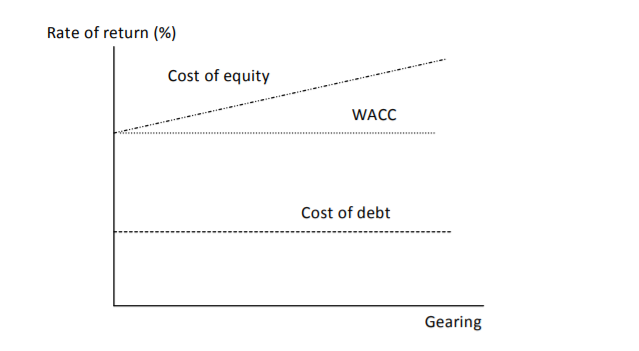 Rate of return (%)
Cost of equity
WACC
Cost of debt
Gearing